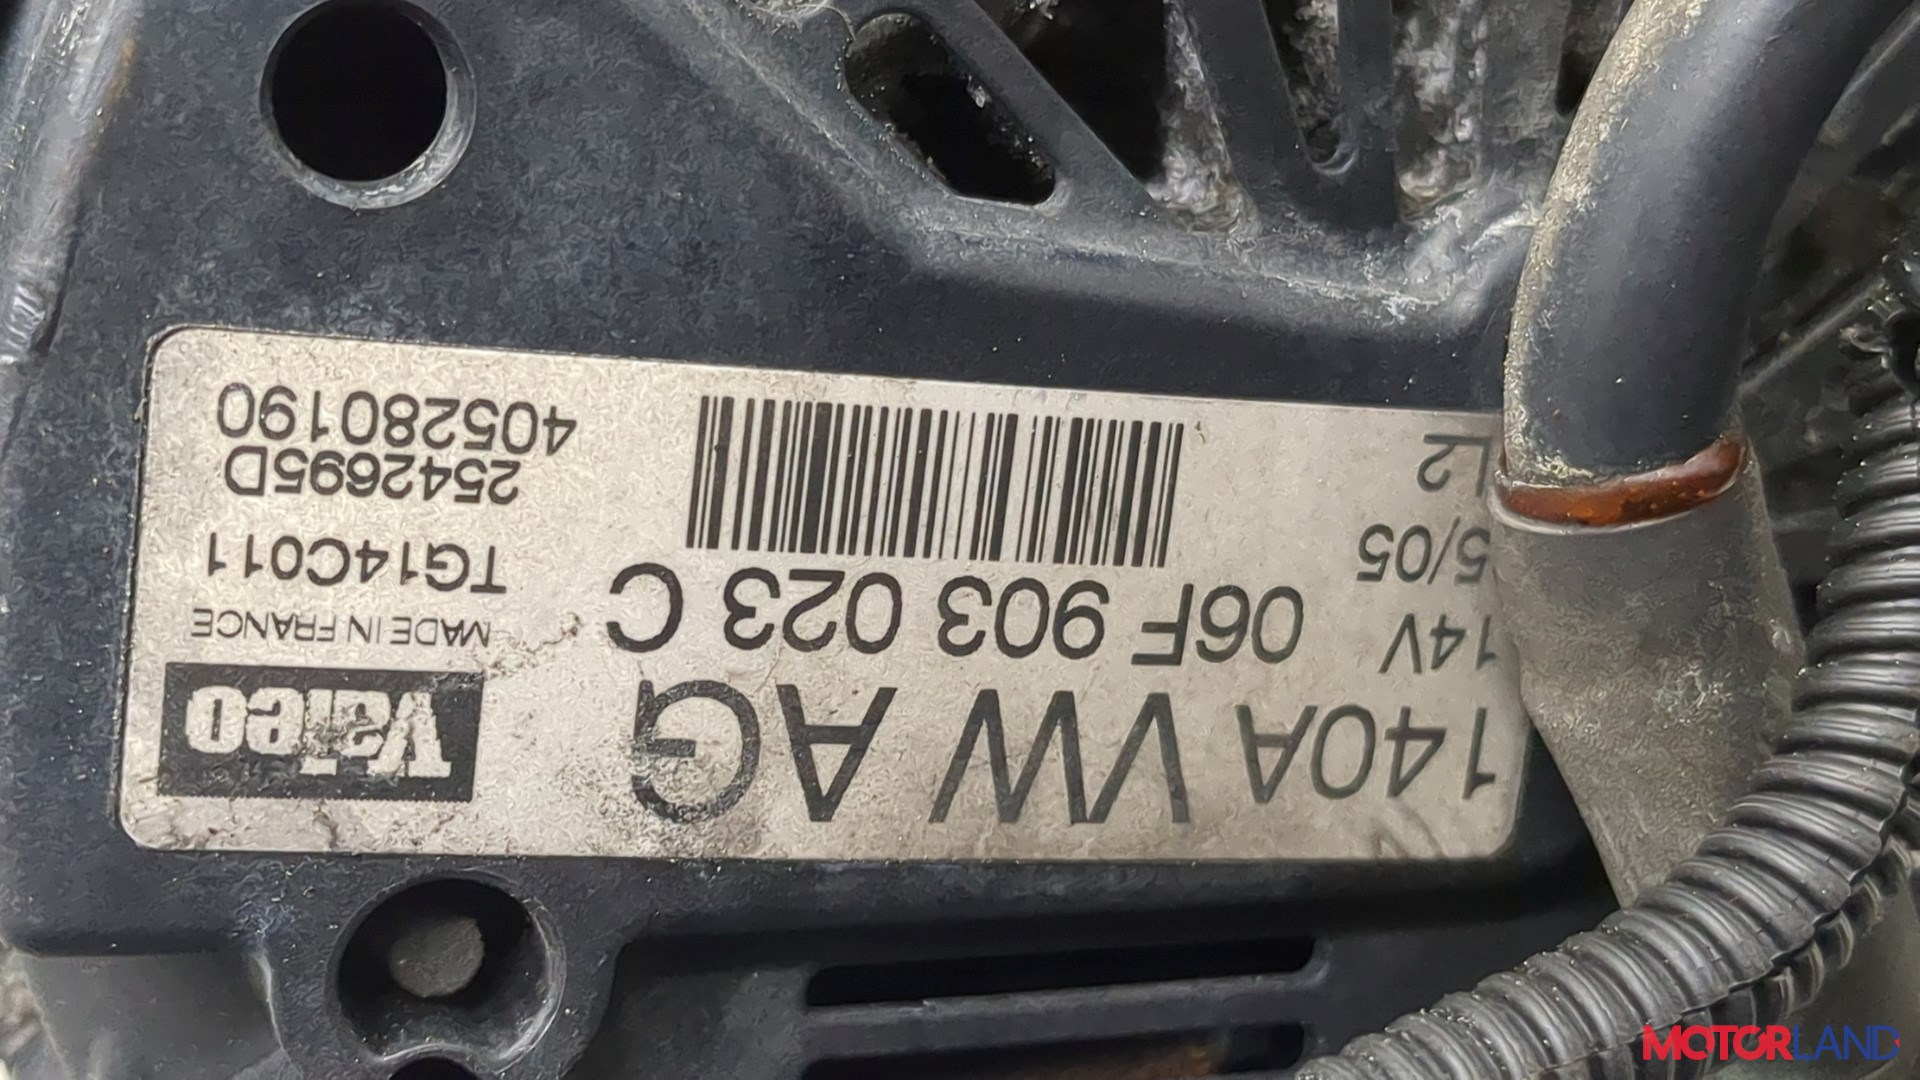 140A VW AG
Valeo
14V
06F 903 023 C
MADE IN FRANCE
5/05
TG14C011
L2
2542695D
405280190
MOTORLAND